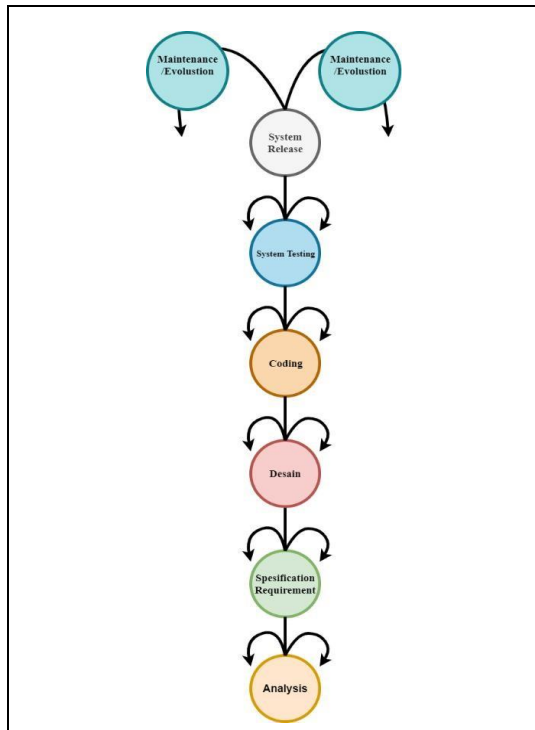 Maintenance
/Evolustion
Maintenance
/Evolustion
System
Release
System Testing
Coding
Desain
Spesification
Requirement
Analysis